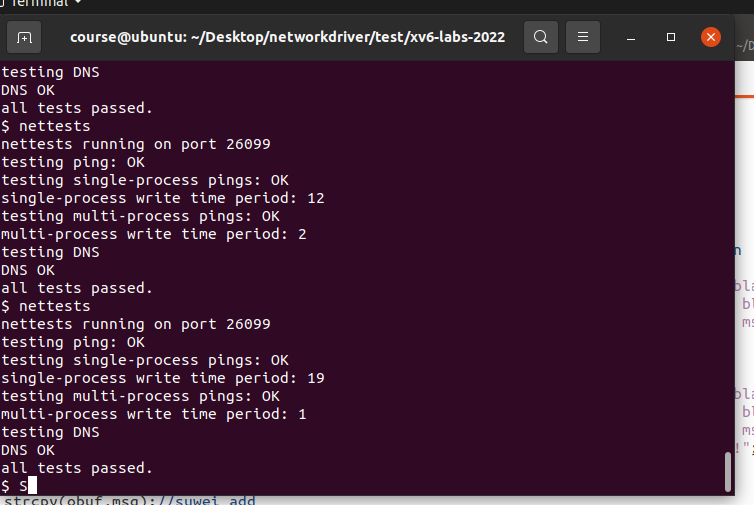 Terminal
course@ubuntu: ~/Desktop/networkdriver/test/xv6-labs-2022
testing DNS
DNS OK
all tests passed.
$ nettests
nettests running on port 26099
testing ping: OK
testing single-process pings: OK
single-process write time period: 12
testing multi-process pings: OK
multi-process write time period: 2
testing DNS
DNS OK
all tests passed.
$ nettests
nettests running on port 26099
testing ping: OK
testing single-process pings: OK
single-process write time period: 19
testing multi-process pings: OK
multi-process write time period: 1
testing DNS
DNS OK
all tests passed.
$ S
strcpy(obuf.msg);//suwei add